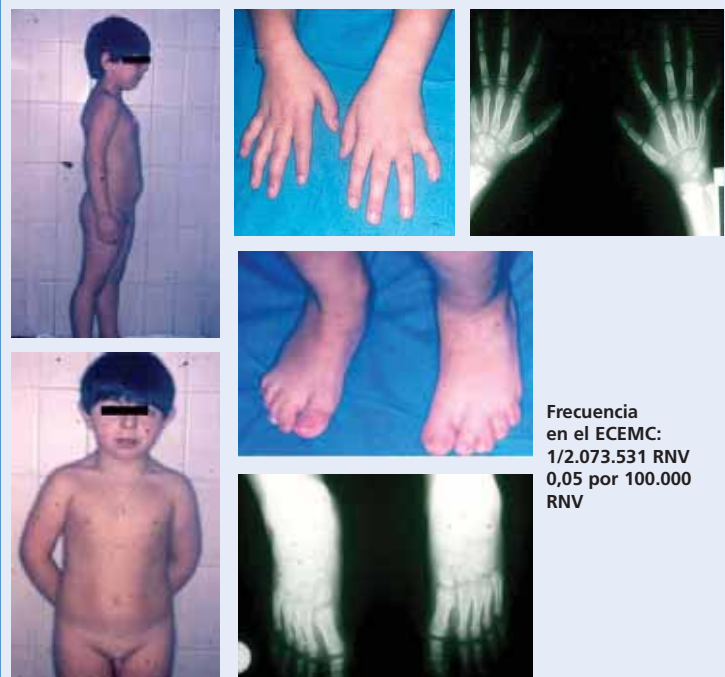 Frecuencia
en el ECEMC:
1/2.073.531 RNV
0,05 por 100.000
RNV